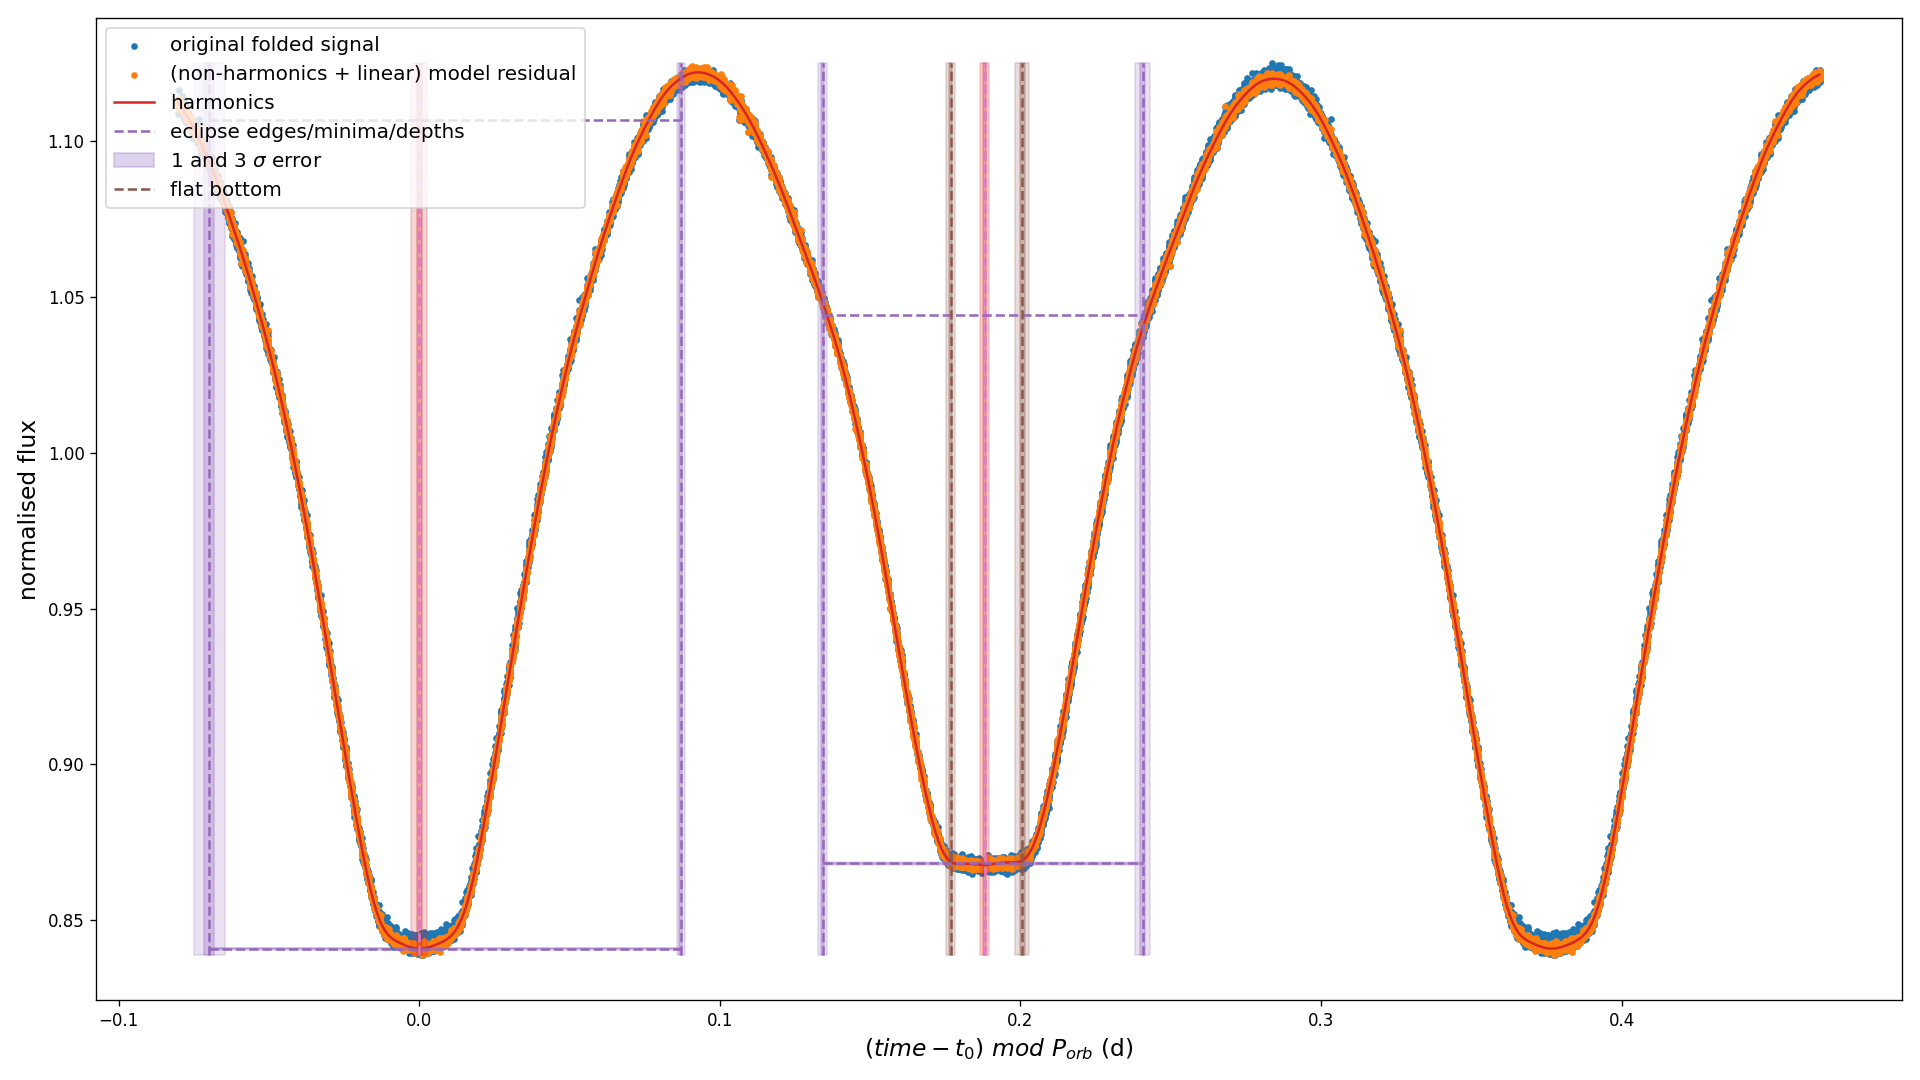 original folded signal
(non-harmonics + linear) model residual
harmonics
eclipse edges/minima/depths
1 and 3 σ error
flat bottom
normalised flux
1.10
1.05
1.00
0.95
0.90
0.85
−0.1
0.0
0.1
0.2
0.3
0.4
(time − t₀) mod P_orb (d)